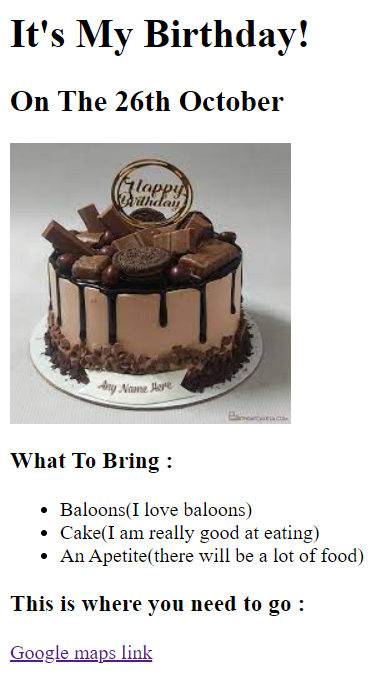 It's My Birthday!
On The 26th October
Happy
Birthday
Any Name Here
What To Bring :
Baloons(I love baloons)
Cake(I am really good at eating)
An Apetite(there will be a lot of food)
This is where you need to go :
Google maps link